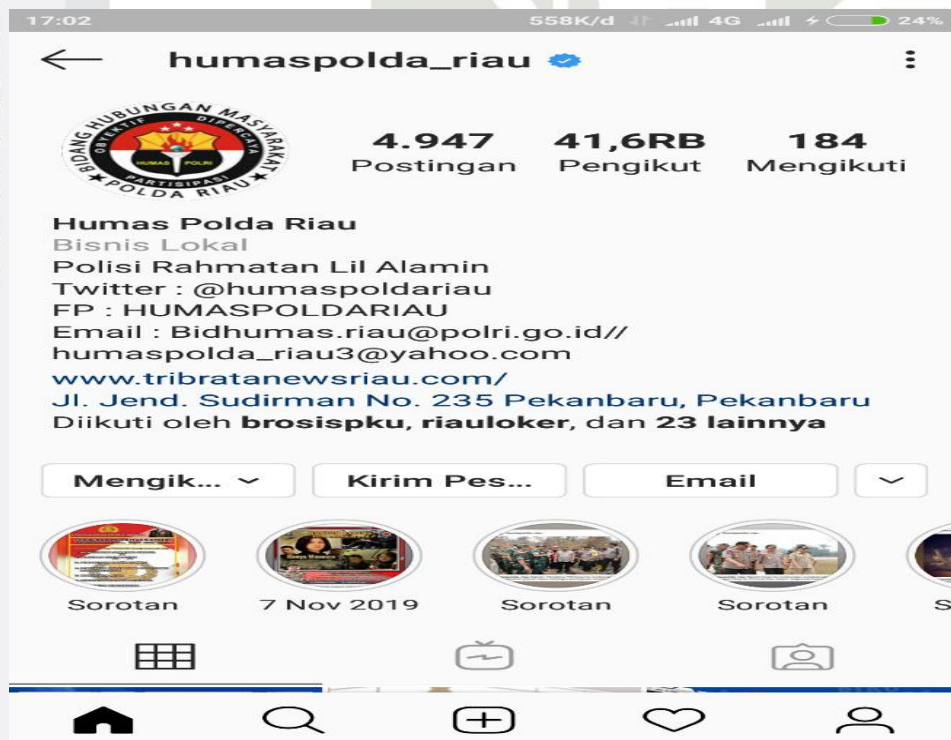 17:02 558K/d 4G 24%
humaspolda_riau
BIDANG HUBUNGAN MASYARAKAT
OBYEKTIF DIPERCAYA
HUMAS POLRI
PARTISIPASI
POLDA RIAU
4.947 41,6RB 184
Postingan Pengikut Mengikuti
Humas Polda Riau
Bisnis Lokal
Polisi Rahmatan Lil Alamin
Twitter : @humaspoldariau
FP : HUMASPOLDARIAU
Email : Bidhumas.riau@polri.go.id//
humaspolda_riau3@yahoo.com
www.tribratanewsriau.com/
Jl. Jend. Sudirman No. 235 Pekanbaru, Pekanbaru
Diikuti oleh brosispku, riauloker, dan 23 lainnya
Mengik... Kirim Pes... Email
Sorotan 7 Nov 2019 Sorotan Sorotan S